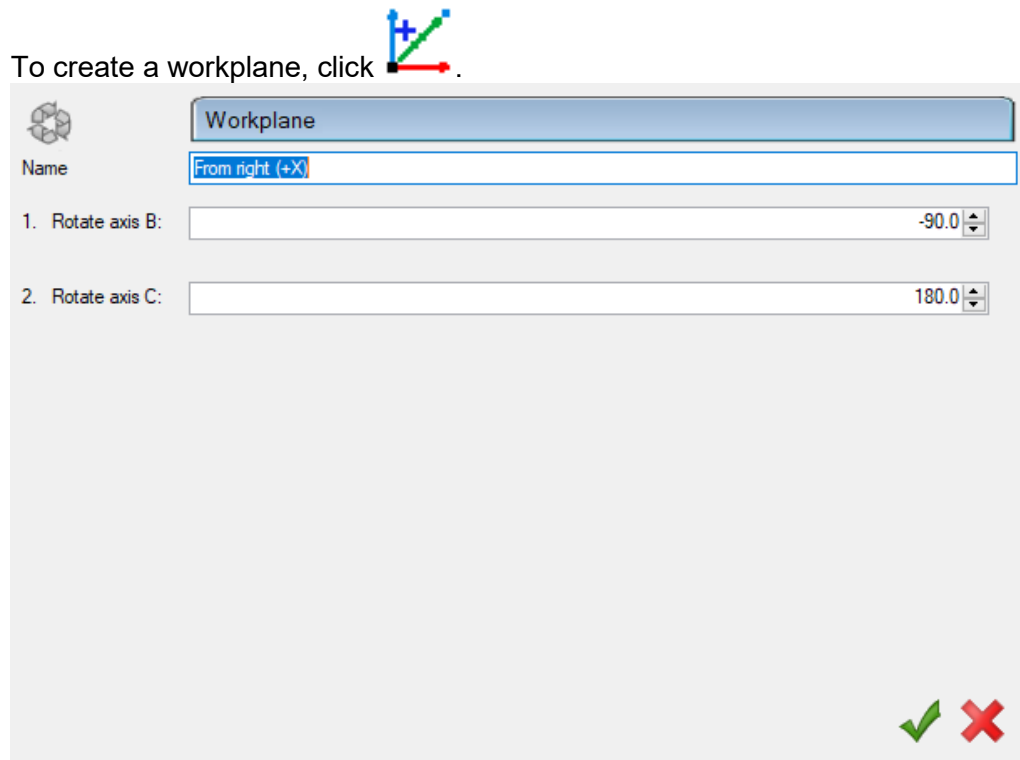 To create a workplane, click .
Workplane
Name From right (+X)
1. Rotate axis B: -90.0
2. Rotate axis C: 180.0